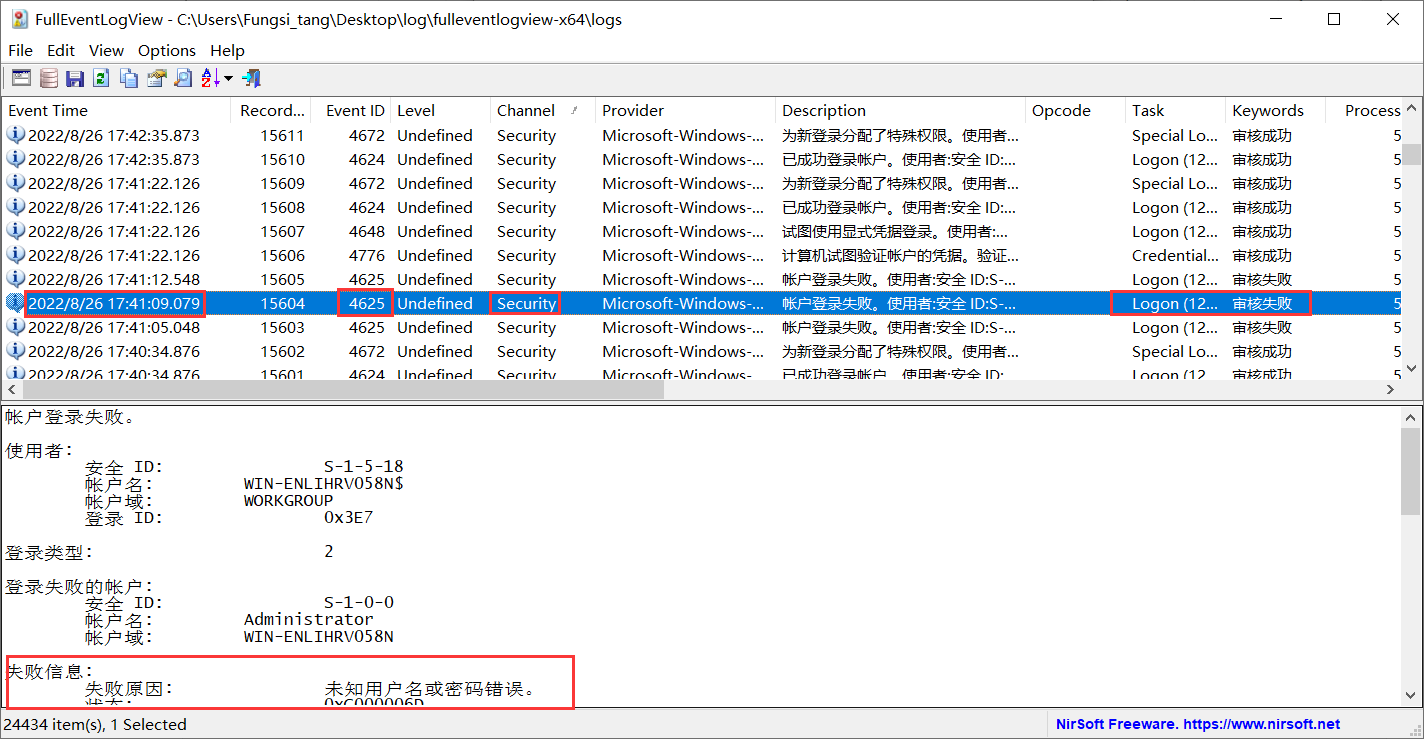 FullEventLogView - C:\Users\Fungsi_tang\Desktop\log\fulleventlogview-x64\logs
File Edit View Options Help
Event Time Record... Event ID Level Channel Provider Description Opcode Task Keywords Process
2022/8/26 17:42:35.873 15611 4672 Undefined Security Microsoft-Windows-... 为新登录分配了特殊权限。使用者... Special Lo... 审核成功 5
2022/8/26 17:42:35.873 15610 4624 Undefined Security Microsoft-Windows-... 已成功登录帐户。使用者:安全 ID:... Logon (12... 审核成功 5
2022/8/26 17:41:22.126 15609 4672 Undefined Security Microsoft-Windows-... 为新登录分配了特殊权限。使用者... Special Lo... 审核成功 5
2022/8/26 17:41:22.126 15608 4624 Undefined Security Microsoft-Windows-... 已成功登录帐户。使用者:安全 ID:... Logon (12... 审核成功 5
2022/8/26 17:41:22.126 15607 4648 Undefined Security Microsoft-Windows-... 试图使用显式凭据登录。使用者:... Logon (12... 审核成功 5
2022/8/26 17:41:22.126 15606 4776 Undefined Security Microsoft-Windows-... 计算机试图验证帐户的凭据。验证... Credential... 审核成功 5
2022/8/26 17:41:12.548 15605 4625 Undefined Security Microsoft-Windows-... 帐户登录失败。使用者:安全 ID:S-... Logon (12... 审核失败 5
2022/8/26 17:41:09.079 15604 4625 Undefined Security Microsoft-Windows-... 帐户登录失败。使用者:安全 ID:S-... Logon (12... 审核失败 5
2022/8/26 17:41:05.048 15603 4625 Undefined Security Microsoft-Windows-... 帐户登录失败。使用者:安全 ID:S-... Logon (12... 审核失败 5
2022/8/26 17:40:34.876 15602 4672 Undefined Security Microsoft-Windows-... 为新登录分配了特殊权限。使用者... Special Lo... 审核成功 5
2022/8/26 17:40:34.876 15601 4624 Undefined Security Microsoft-Windows-... 已成功登录帐户。使用者:安全 ID:... Logon (12... 审核成功 5
帐户登录失败。
使用者:
安全 ID: S-1-5-18
帐户名: WIN-ENLIHRVO58N$
帐户域: WORKGROUP
登录 ID: 0x3E7
登录类型: 2
登录失败的帐户:
安全 ID: S-1-0-0
帐户名: Administrator
帐户域: WIN-ENLIHRVO58N
失败信息:
失败原因: 未知用户名或密码错误。
状态: 0xC000006D
24434 item(s), 1 Selected
NirSoft Freeware. https://www.nirsoft.net